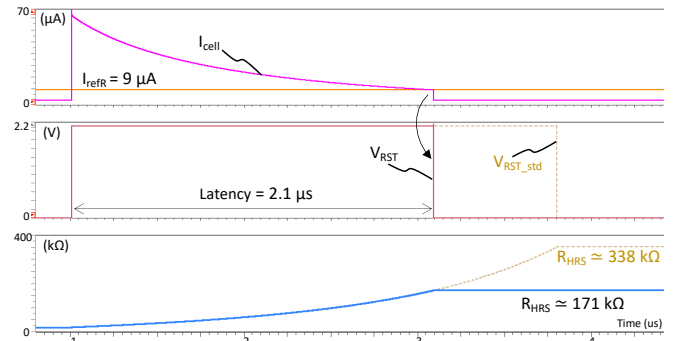 70
(μA)
I_cell
I_refR = 9 μA
0
2.2
(V)
V_RST
V_RST_std
Latency = 2.1 μs
0
400
(kΩ)
R_HRS ≃ 338 kΩ
R_HRS ≃ 171 kΩ
0
Time (us)
1 2 3 4